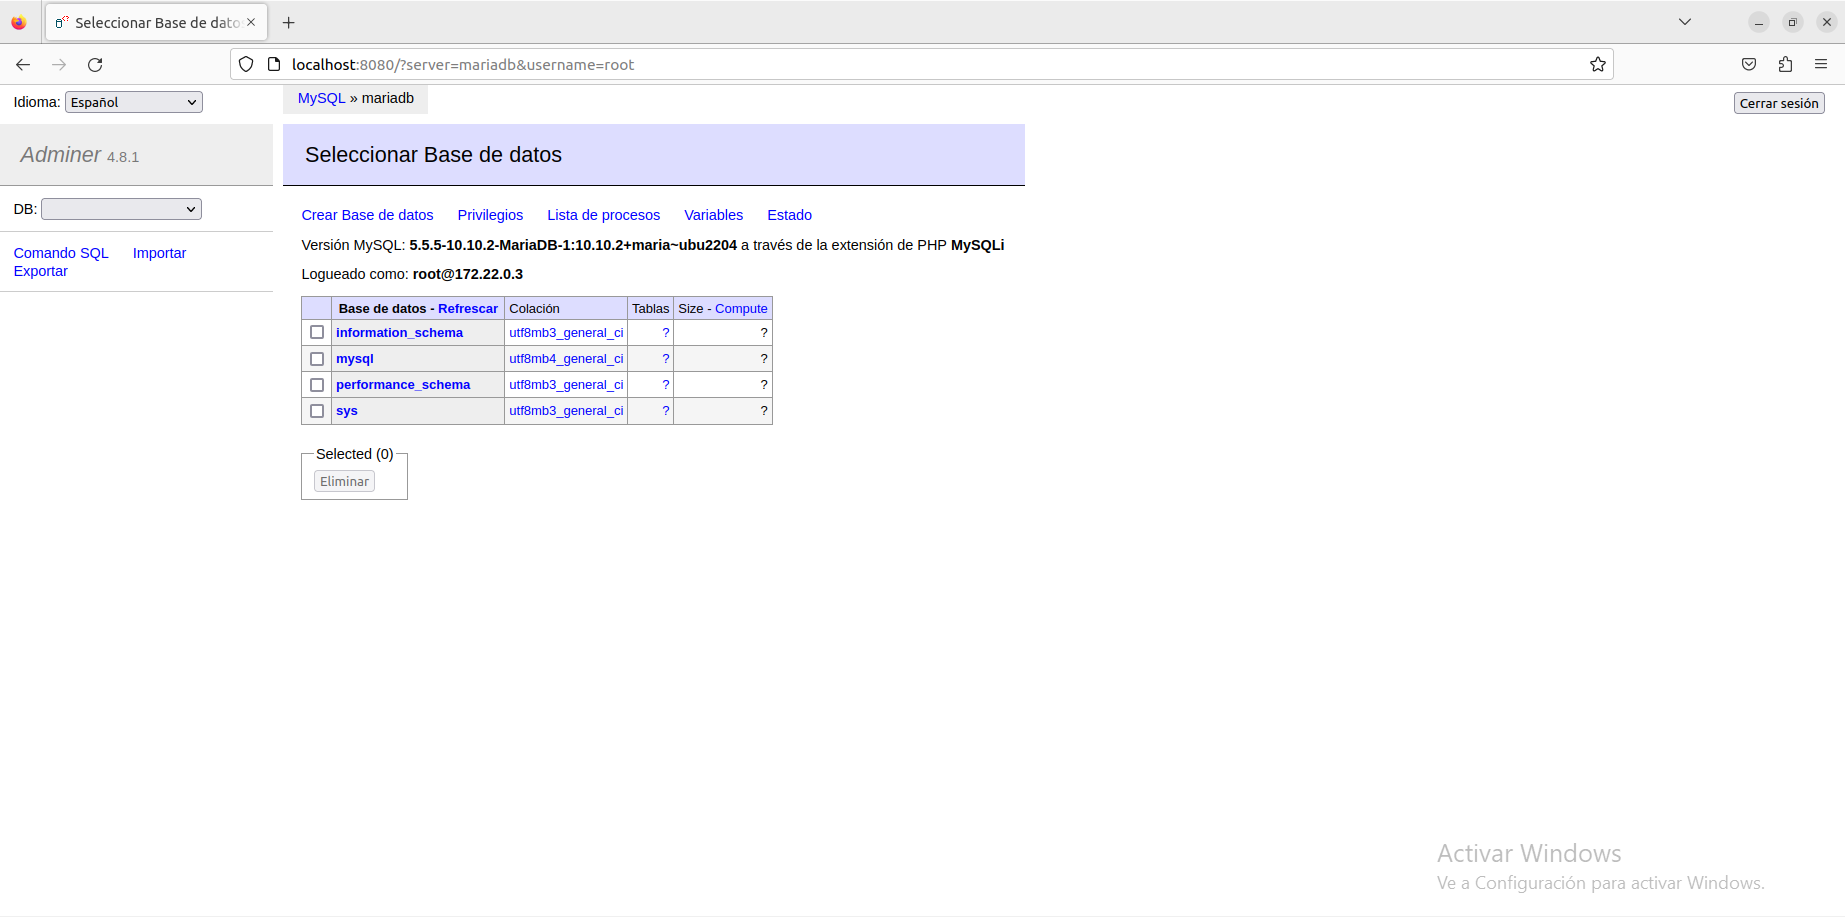 Seleccionar Base de dato
localhost:8080/?server=mariadb&username=root
Idioma: Español
MySQL » mariadb
Cerrar sesión
Adminer 4.8.1
Seleccionar Base de datos
DB:
Crear Base de datos Privilegios Lista de procesos Variables Estado
Versión MySQL: 5.5.5-10.10.2-MariaDB-1:10.10.2+maria~ubu2204 a través de la extensión de PHP MySQLi
Comando SQL Importar
Exportar
Logueado como: root@172.22.0.3
Base de datos - Refrescar Colación Tablas Size - Compute
information_schema utf8mb3_general_ci ? ?
mysql utf8mb4_general_ci ? ?
performance_schema utf8mb3_general_ci ? ?
sys utf8mb3_general_ci ? ?
Selected (0)
Eliminar
Activar Windows
Ve a Configuración para activar Windows.